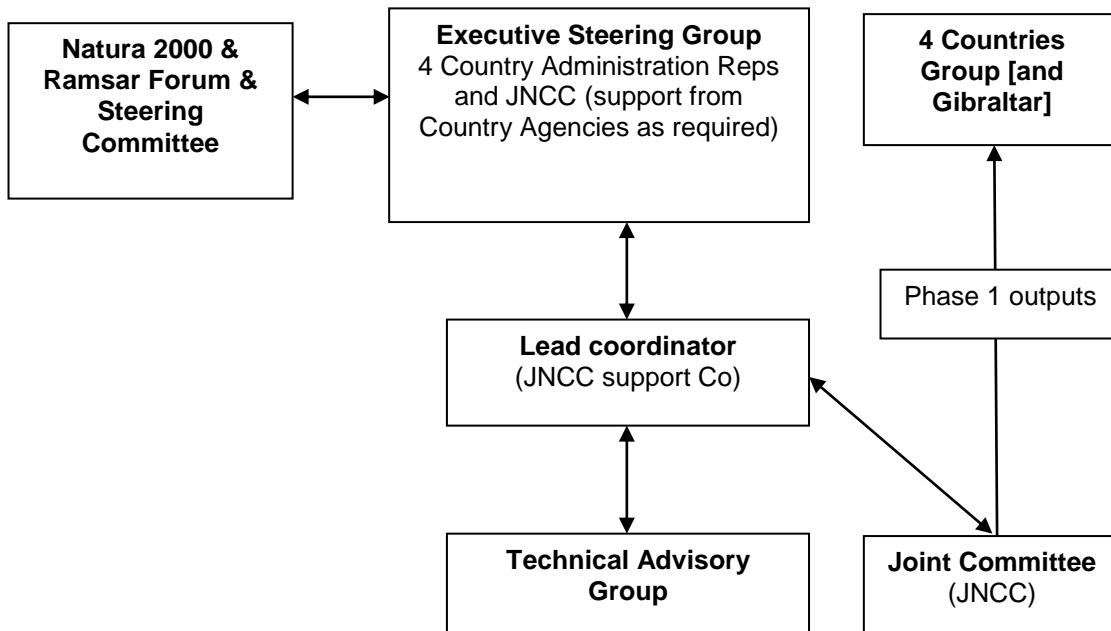 Natura 2000 &
Ramsar Forum &
Steering
Committee
Executive Steering Group
4 Country Administration Reps
and JNCC (support from
Country Agencies as required)
4 Countries
Group [and
Gibraltar]
Phase 1 outputs
Lead coordinator
(JNCC support Co)
Technical Advisory
Group
Joint Committee
(JNCC)